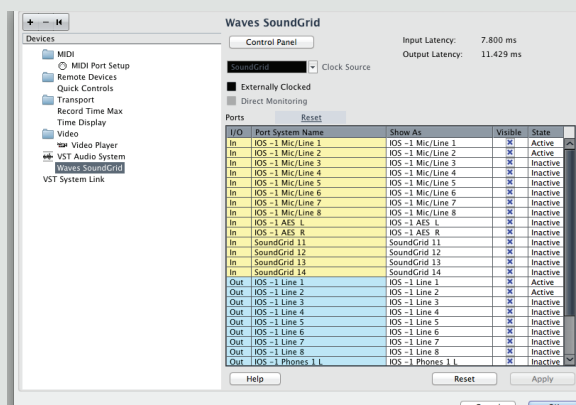 + − |◀
Devices
MIDI
MIDI Port Setup
Remote Devices
Quick Controls
Transport
Record Time Max
Time Display
Video
Video Player
VST Audio System
Waves SoundGrid
VST System Link
Waves SoundGrid
Control Panel
Input Latency: 7.800 ms
Output Latency: 11.429 ms
SoundGrid Clock Source
Externally Clocked
Direct Monitoring
Ports Reset
I/O Port System Name Show As Visible State
In IOS -1 Mic/Line 1 IOS -1 Mic/Line 1 Active
In IOS -1 Mic/Line 2 IOS -1 Mic/Line 2 Active
In IOS -1 Mic/Line 3 IOS -1 Mic/Line 3 Inactive
In IOS -1 Mic/Line 4 IOS -1 Mic/Line 4 Inactive
In IOS -1 Mic/Line 5 IOS -1 Mic/Line 5 Inactive
In IOS -1 Mic/Line 6 IOS -1 Mic/Line 6 Inactive
In IOS -1 Mic/Line 7 IOS -1 Mic/Line 7 Inactive
In IOS -1 Mic/Line 8 IOS -1 Mic/Line 8 Inactive
In IOS -1 AES L IOS -1 AES L Inactive
In IOS -1 AES R IOS -1 AES R Inactive
In SoundGrid 11 SoundGrid 11 Inactive
In SoundGrid 12 SoundGrid 12 Inactive
In SoundGrid 13 SoundGrid 13 Inactive
In SoundGrid 14 SoundGrid 14 Inactive
Out IOS -1 Line 1 IOS -1 Line 1 Active
Out IOS -1 Line 2 IOS -1 Line 2 Active
Out IOS -1 Line 3 IOS -1 Line 3 Inactive
Out IOS -1 Line 4 IOS -1 Line 4 Inactive
Out IOS -1 Line 5 IOS -1 Line 5 Inactive
Out IOS -1 Line 6 IOS -1 Line 6 Inactive
Out IOS -1 Line 7 IOS -1 Line 7 Inactive
Out IOS -1 Line 8 IOS -1 Line 8 Inactive
Out IOS -1 Phones 1 L IOS -1 Phones 1 L Inactive
Help Reset Apply